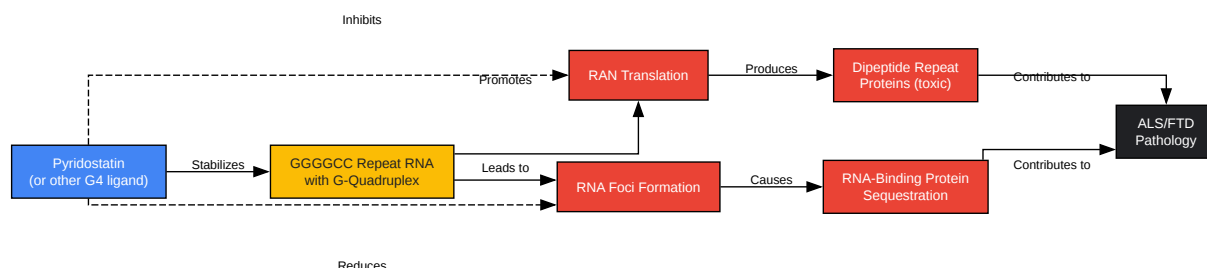 Inhibits
RAN Translation
Promotes
Produces
Dipeptide Repeat
Proteins (toxic)
Contributes to
ALS/FTD
Pathology
Pyridostatin
(or other G4 ligand)
Stabilizes
GGGGCC Repeat RNA
with G-Quadruplex
Leads to
RNA Foci Formation
Causes
RNA-Binding Protein
Sequestration
Contributes to
Reduces